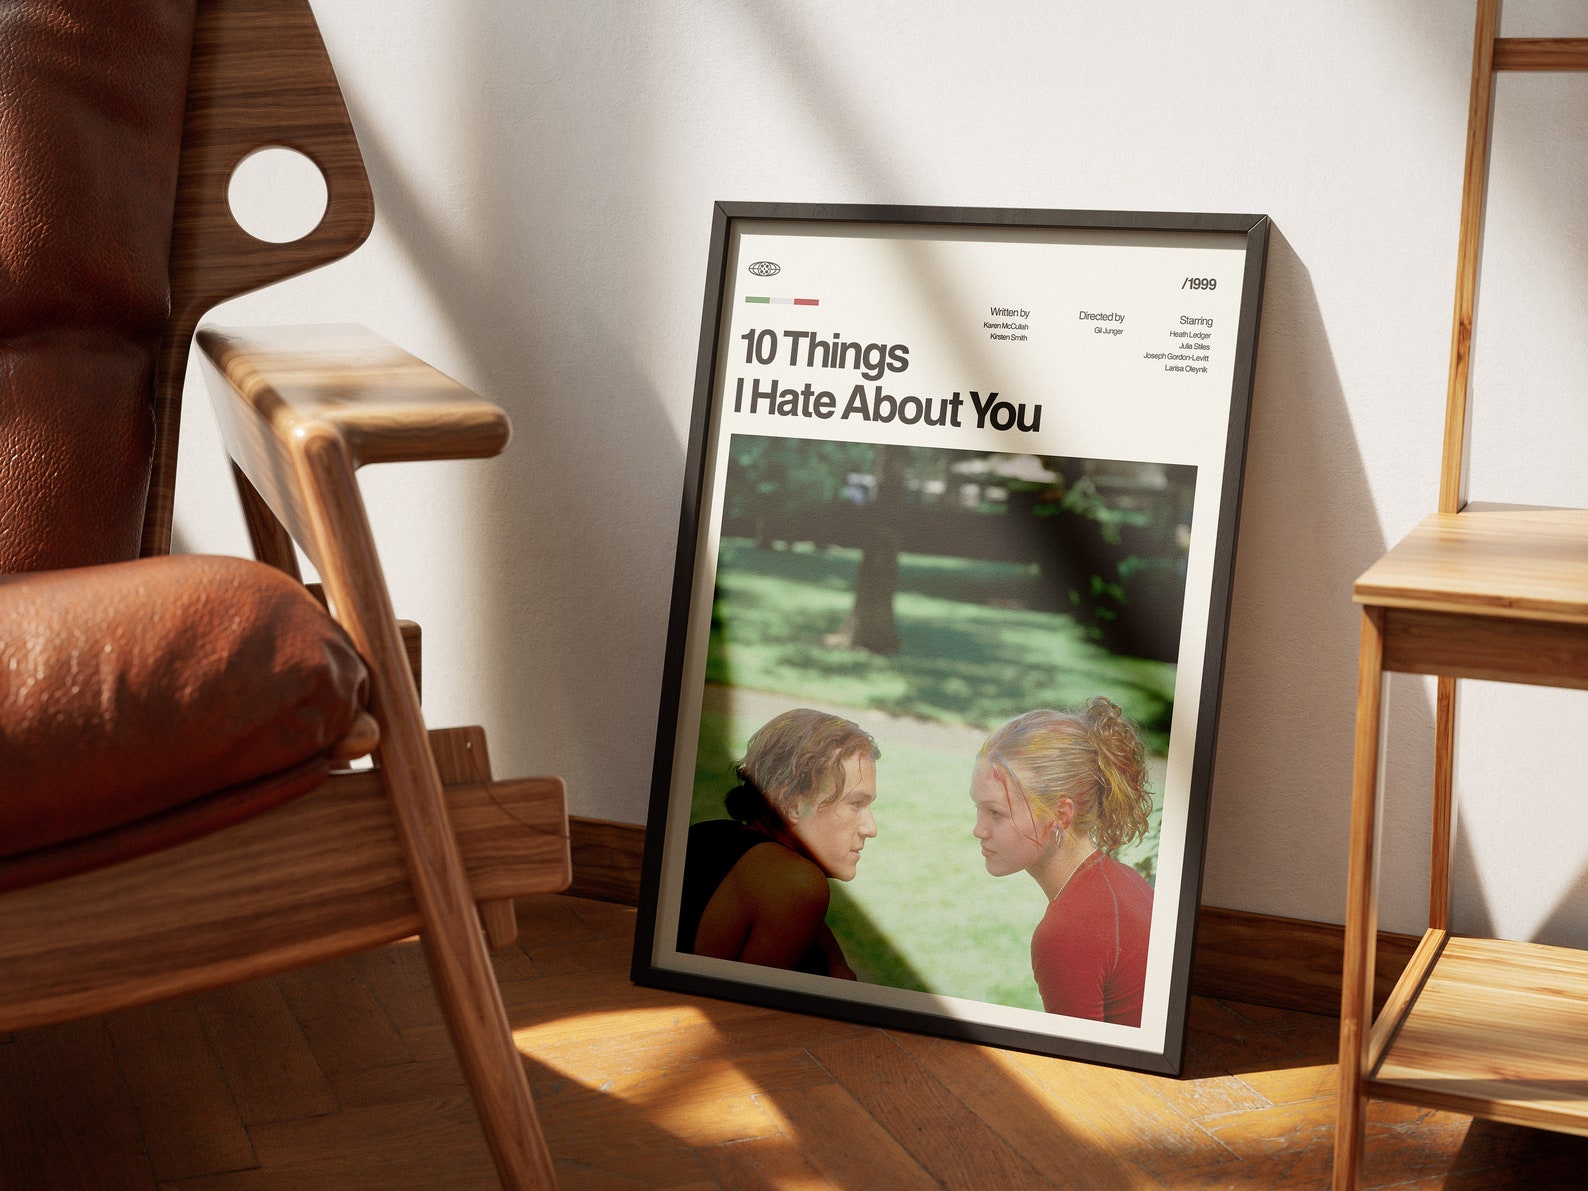 /1999
Written by
Karen McCullah
Kirsten Smith
Directed by
Gil Junger
Starring
Heath Ledger
Julia Stiles
Joseph Gordon-Levitt
Larisa Oleynik
10 Things
I Hate About You